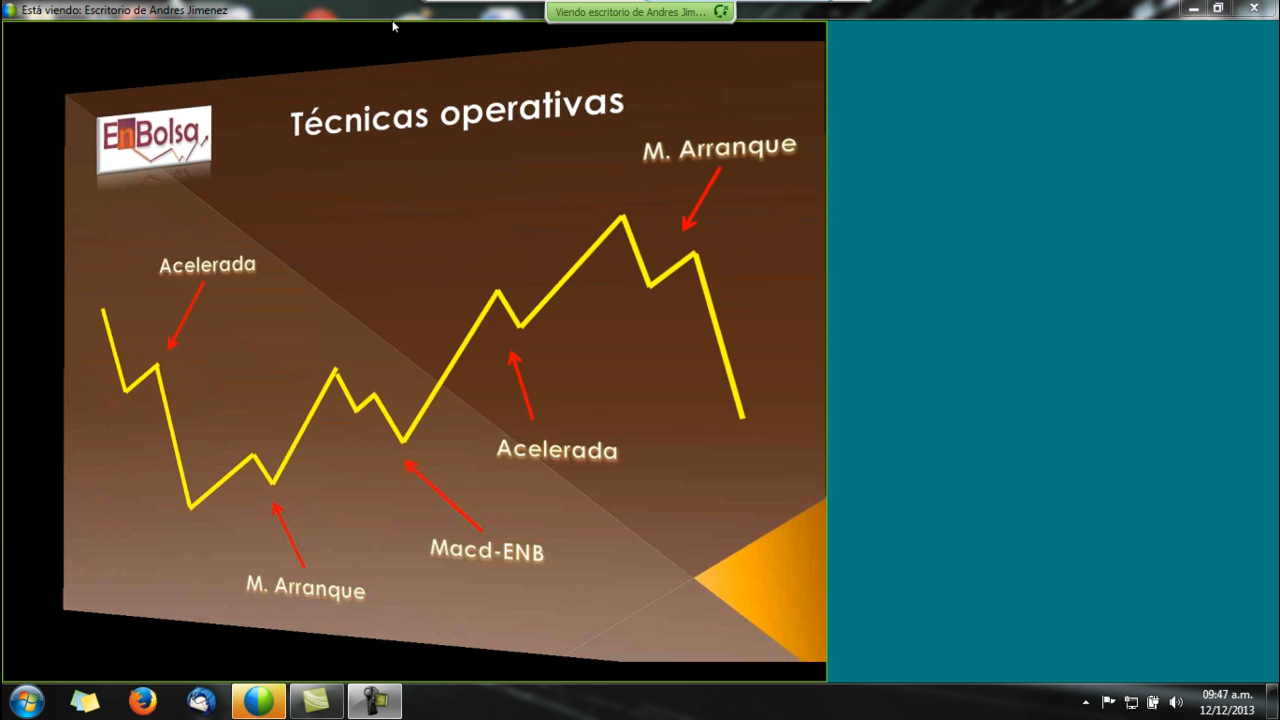 Está viendo: Escritorio de Andres Jimenez
Viendo escritorio de Andres Jim...
EnBolsa
Técnicas operativas
M. Arranque
Acelerada
Acelerada
Macd-ENB
M. Arranque
09:47 a.m.
12/12/2013